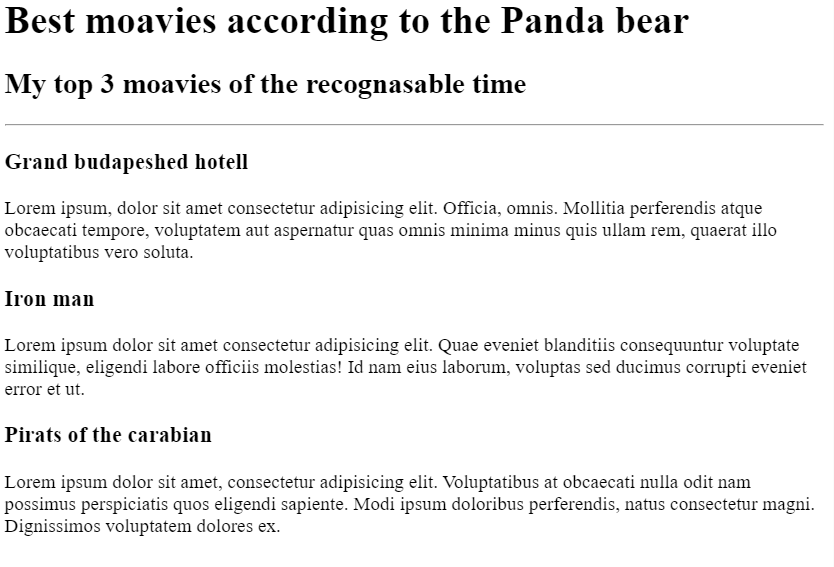 Best moavies according to the Panda bear
My top 3 moavies of the recognasable time
Grand budapeshed hotell
Lorem ipsum, dolor sit amet consectetur adipisicing elit. Officia, omnis. Mollitia perferendis atque
obcaecati tempore, voluptatem aut aspernatur quas omnis minima minus quis ullam rem, quaerat illo
voluptatibus vero soluta.
Iron man
Lorem ipsum dolor sit amet consectetur adipisicing elit. Quae eveniet blanditiis consequuntur voluptate
similique, eligendi labore officiis molestias! Id nam eius laborum, voluptas sed ducimus corrupti eveniet
error et ut.
Pirats of the carabian
Lorem ipsum dolor sit amet, consectetur adipisicing elit. Voluptatibus at obcaecati nulla odit nam
possimus perspiciatis quos eligendi sapiente. Modi ipsum doloribus perferendis, natus consectetur magni.
Dignissimos voluptatem dolores ex.